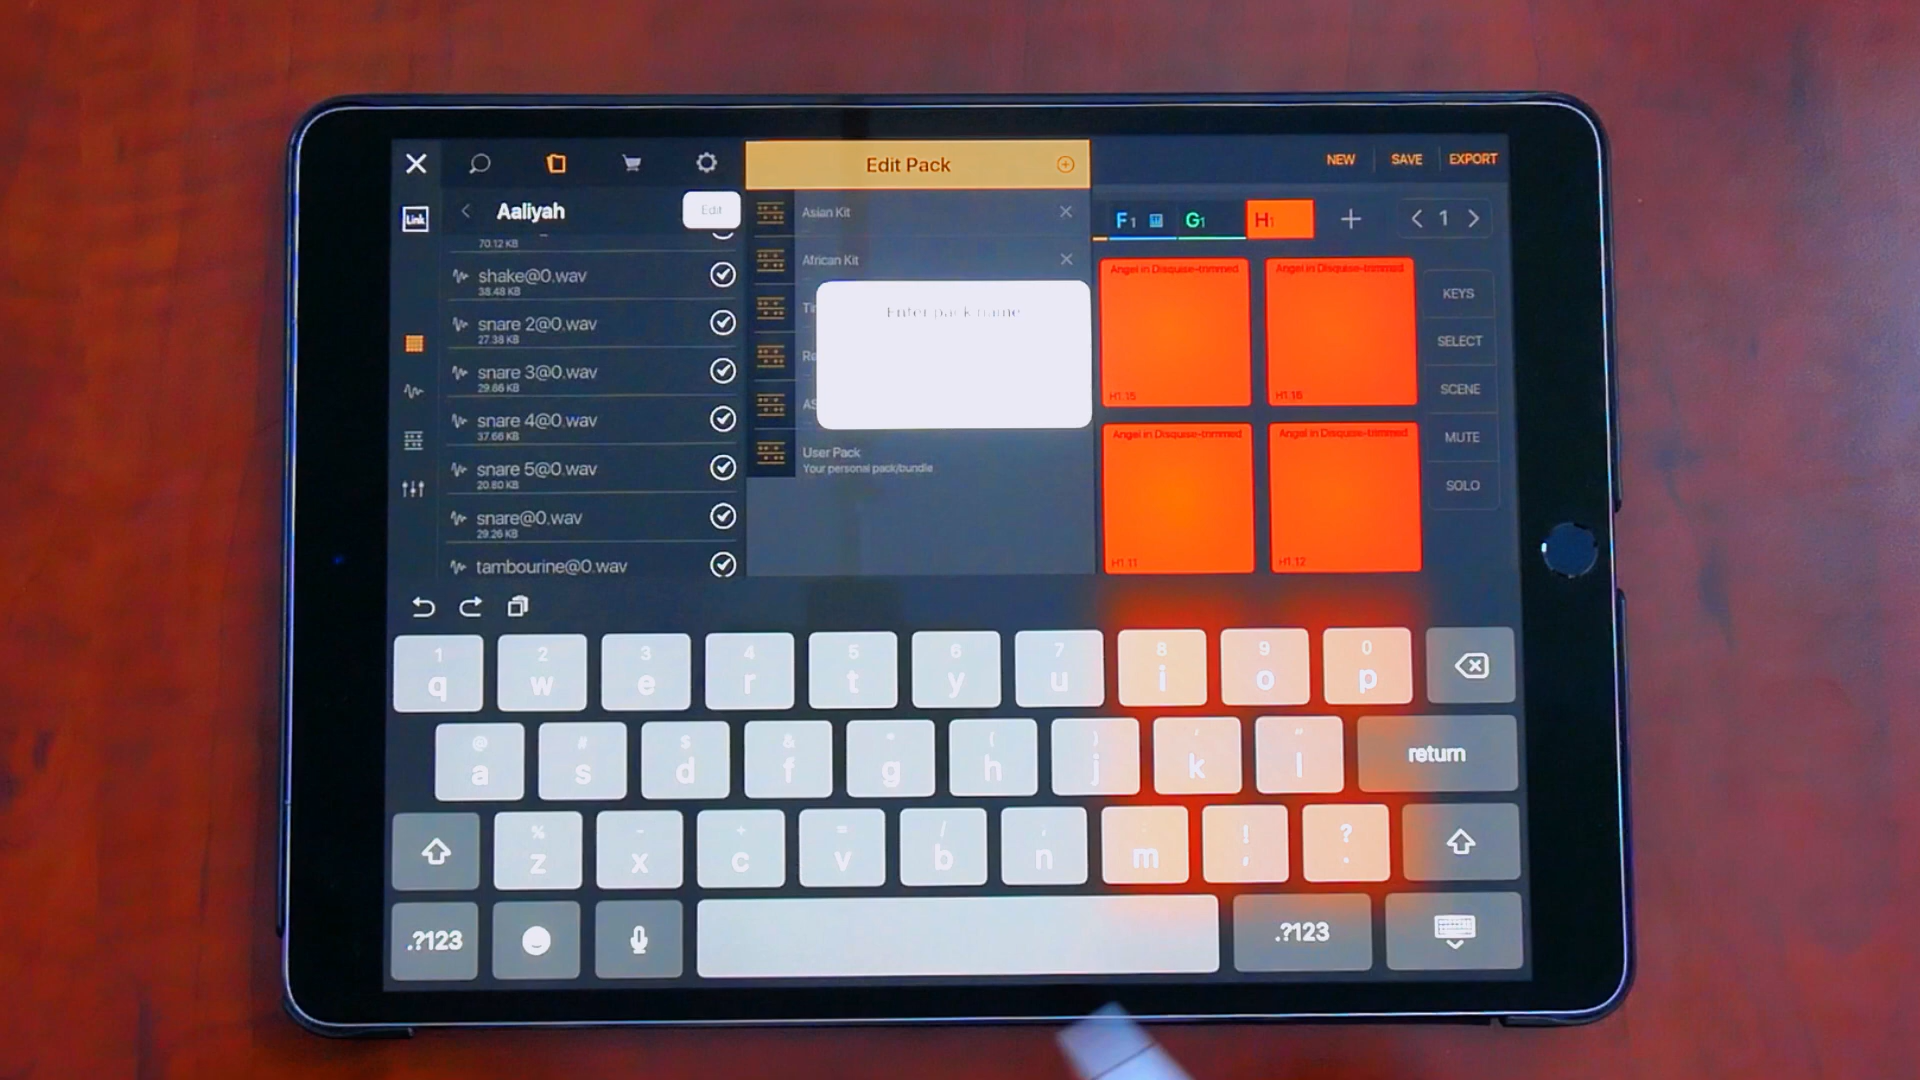 Edit Pack
NEW
SAVE
EXPORT
Link
Aaliyah
Edit
70.12 KB
shake@0.wav
38.48 KB
snare 2@0.wav
27.38 KB
snare 3@0.wav
29.86 KB
snare 4@0.wav
37.66 KB
snare 5@0.wav
20.80 KB
snare@0.wav
29.26 KB
tambourine@0.wav
Asian Kit
African Kit
Enter pack name
User Pack
Your personal pack/bundle
F1
G1
H1
1
Angel in Disguise-trimmed
H1.15
Angel in Disguise-trimmed
H1.16
Angel in Disguise-trimmed
H1.11
Angel in Disguise-trimmed
H1.12
KEYS
SELECT
SCENE
MUTE
SOLO
1 2 3 4 5 6 7 8 9 0
q w e r t y u i o p
@ # $ & * ( ) ' "
a s d f g h j k l
return
% - + = / ; : ! ?
z x c v b n m , .
.?123
.?123